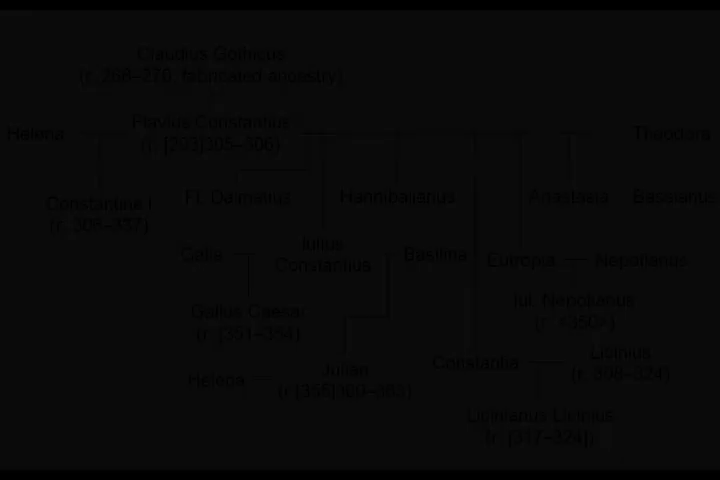 Claudius Gothicus
(r. 268–270, fabricated ancestry)
Helena
Flavius Constantius
(r. [293]305–306)
Theodora
Constantine I
(r. 306–337)
Fl. Dalmatius
Hannibalianus
Anastasia
Bassianus
Galla
Julius
Constantius
Basilina
Eutropia
Nepotianus
Gallus Caesar
(r. [351–354)
Jul. Nepotianus
(r. <350>)
Helena
Julian
(r.[355]360–363)
Constantia
Licinius
(r. 308–324)
Licinianus Licinius
(r. [317–324])